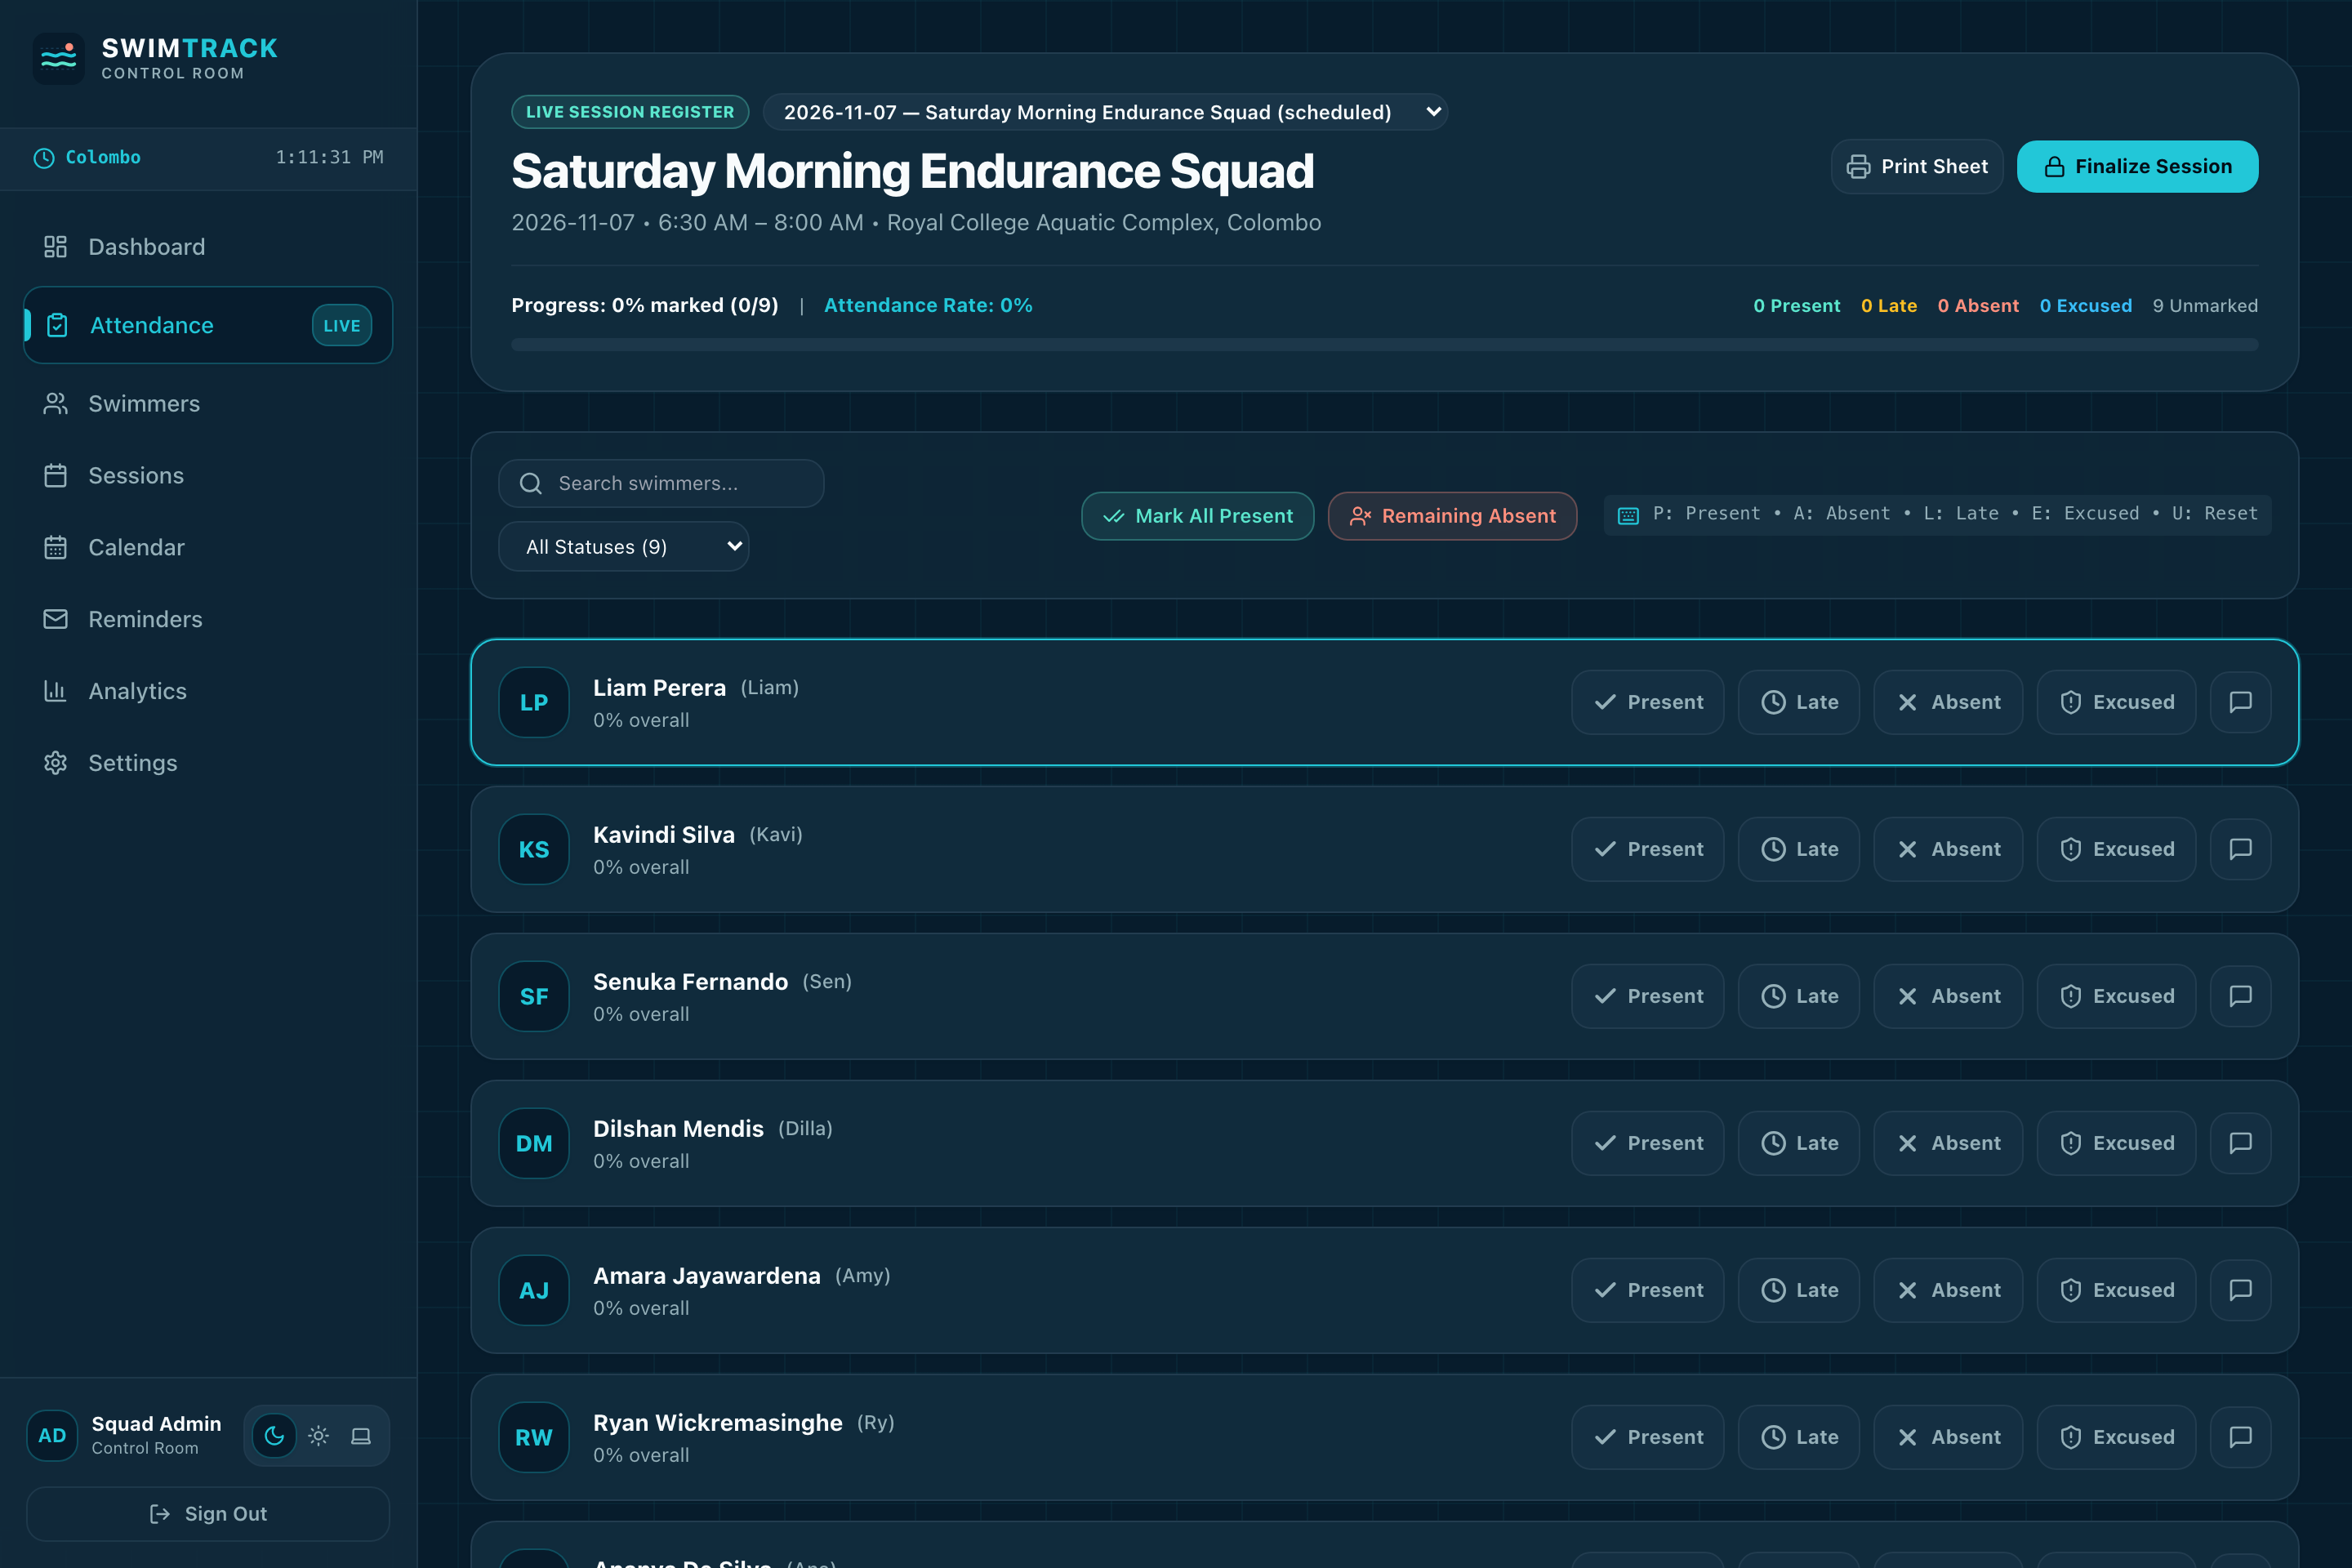 SWIMTRACK
CONTROL ROOM
Colombo 1:11:31 PM
Dashboard
Attendance LIVE
Swimmers
Sessions
Calendar
Reminders
Analytics
Settings
AD Squad Admin
Control Room
Sign Out
LIVE SESSION REGISTER 2026-11-07 — Saturday Morning Endurance Squad (scheduled)
Saturday Morning Endurance Squad
2026-11-07 • 6:30 AM – 8:00 AM • Royal College Aquatic Complex, Colombo
Print Sheet Finalize Session
Progress: 0% marked (0/9) | Attendance Rate: 0% 0 Present 0 Late 0 Absent 0 Excused 9 Unmarked
Search swimmers...
All Statuses (9)
Mark All Present Remaining Absent P: Present • A: Absent • L: Late • E: Excused • U: Reset
LP Liam Perera (Liam)
0% overall
Present Late Absent Excused
KS Kavindi Silva (Kavi)
0% overall
Present Late Absent Excused
SF Senuka Fernando (Sen)
0% overall
Present Late Absent Excused
DM Dilshan Mendis (Dilla)
0% overall
Present Late Absent Excused
AJ Amara Jayawardena (Amy)
0% overall
Present Late Absent Excused
RW Ryan Wickremasinghe (Ry)
0% overall
Present Late Absent Excused